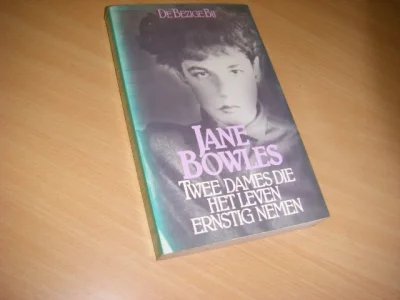 DE BEZIGE BIJ
JANE
BOWLES
TWEE DAMES DIE
HET LEVEN
ERNSTIG NEMEN